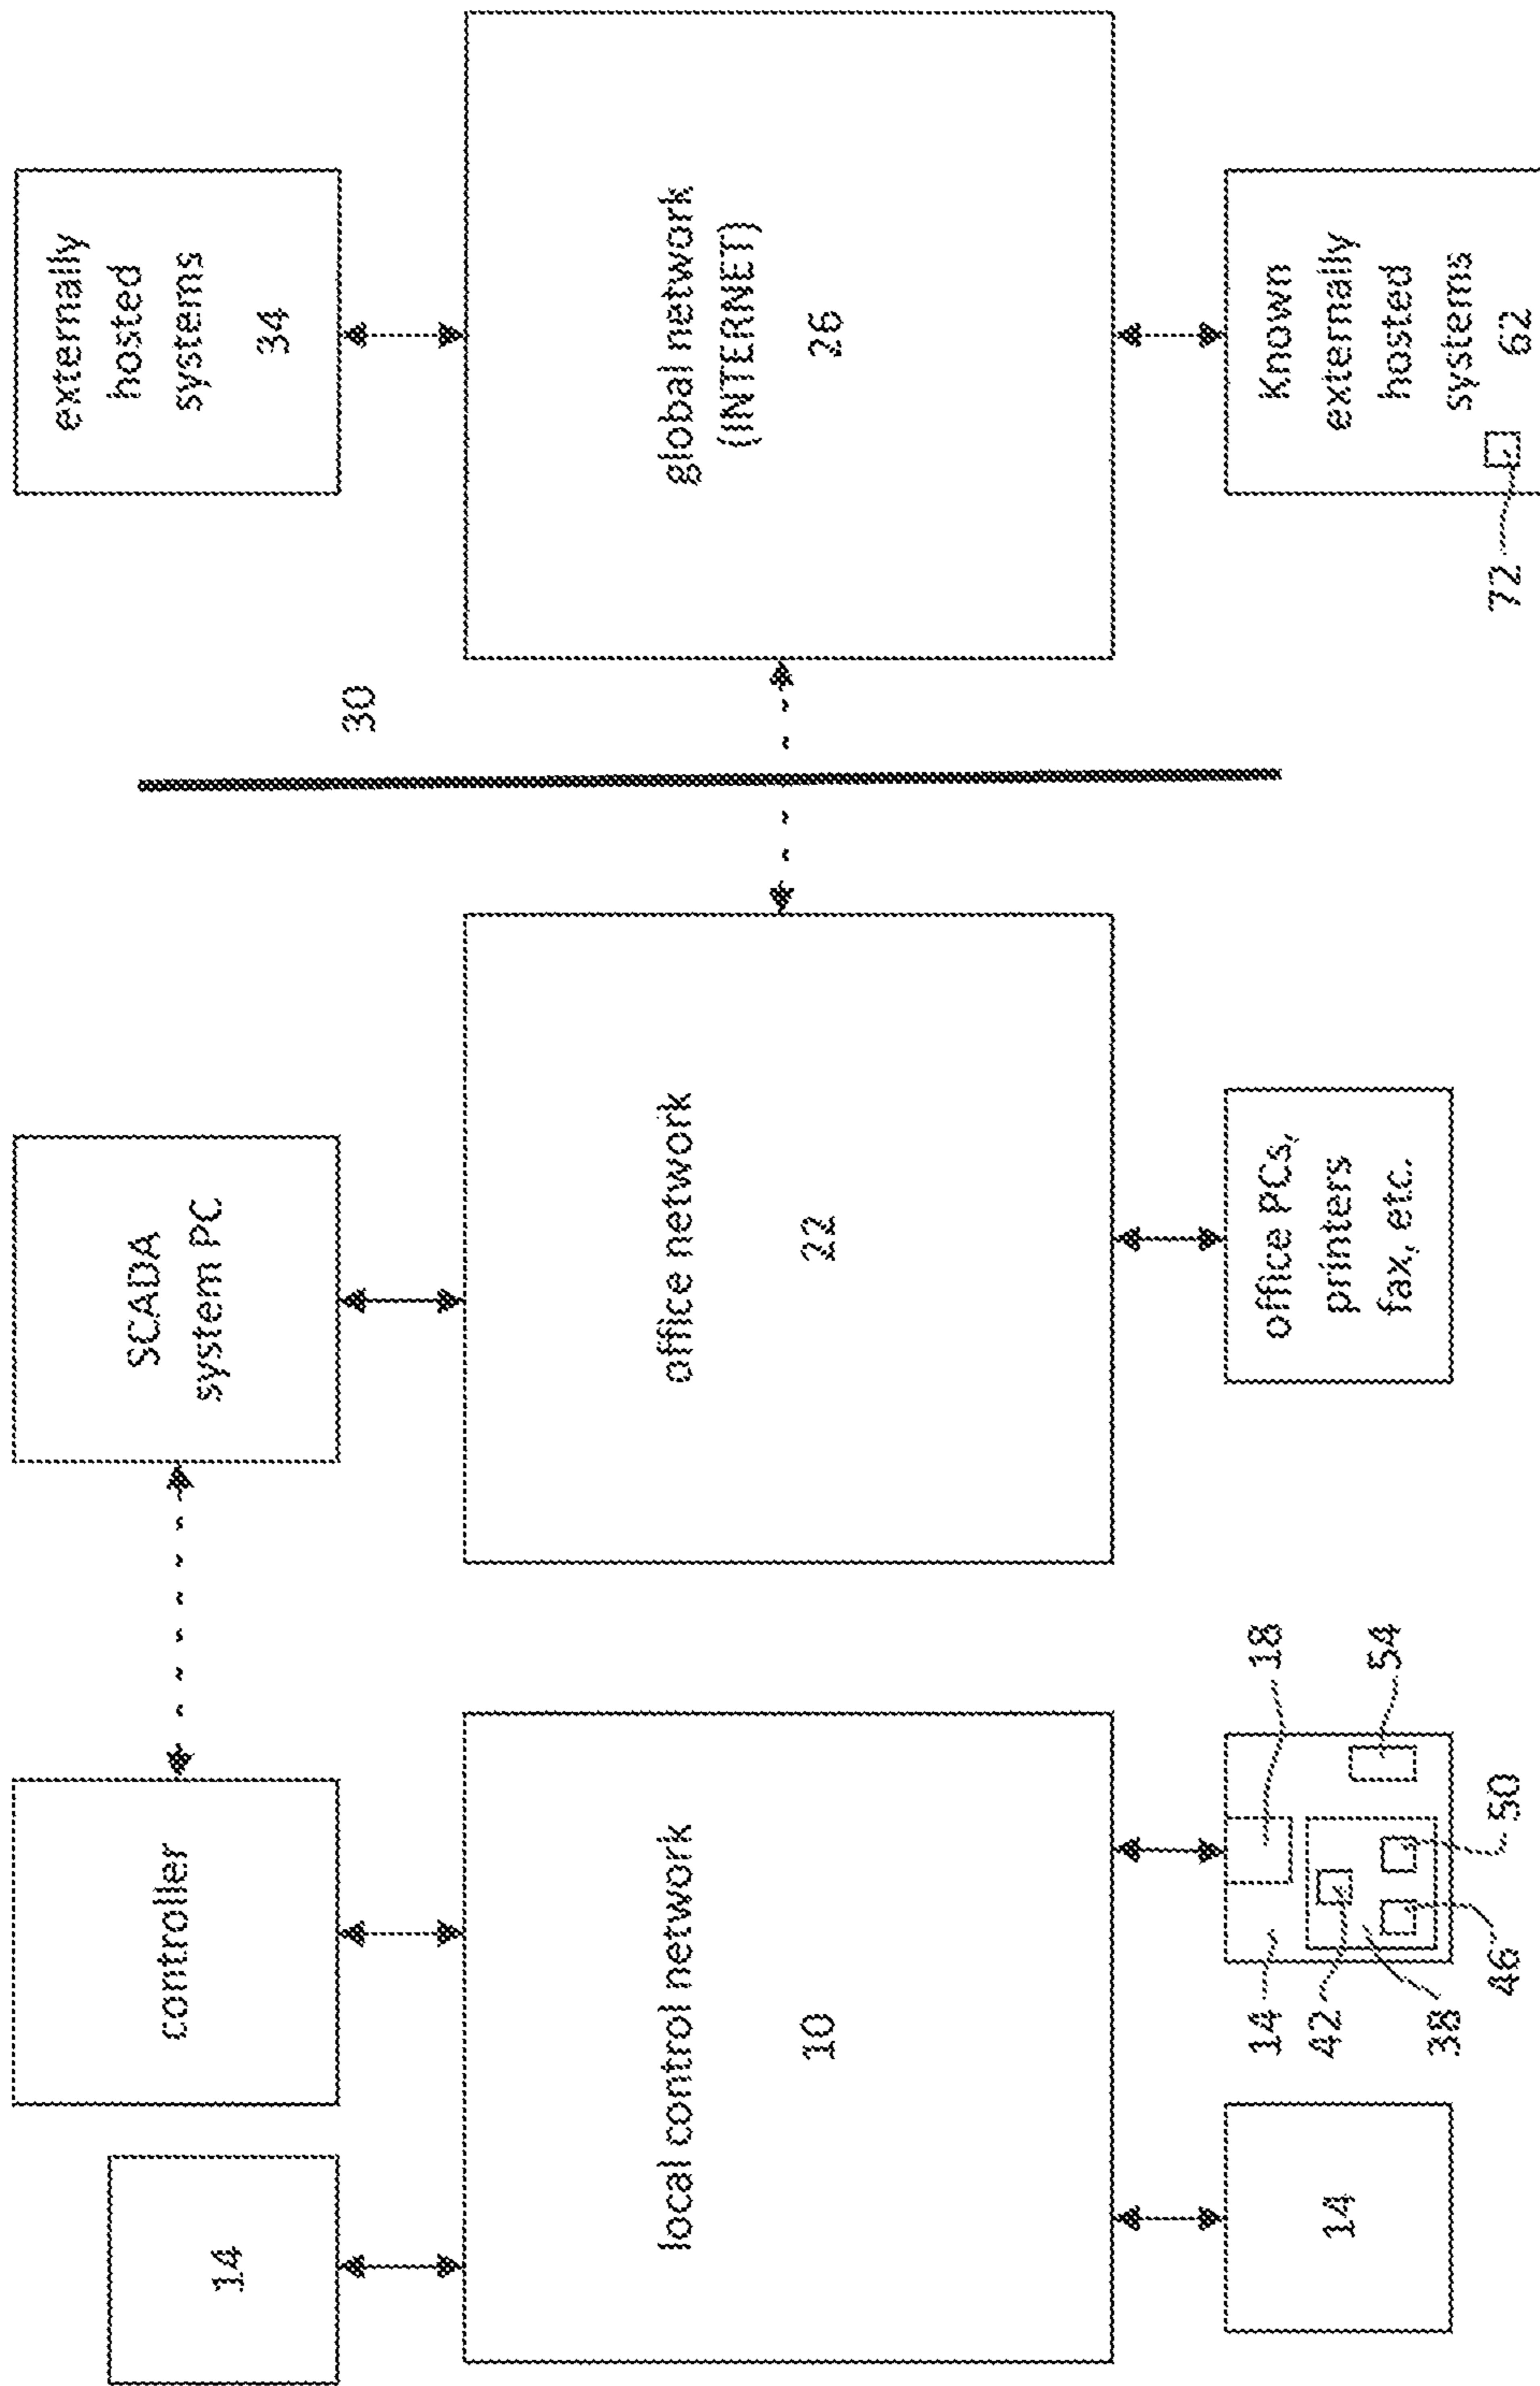 14
controller
SCADA
system PC
externally
hosted
systems
34
30
local control network
10
office network
22
global network
(INTERNET)
26
14
14
42
38
46
50
18
54
office PCs,
printers
fax, etc.
Known
externally
hosted
systems
62
72